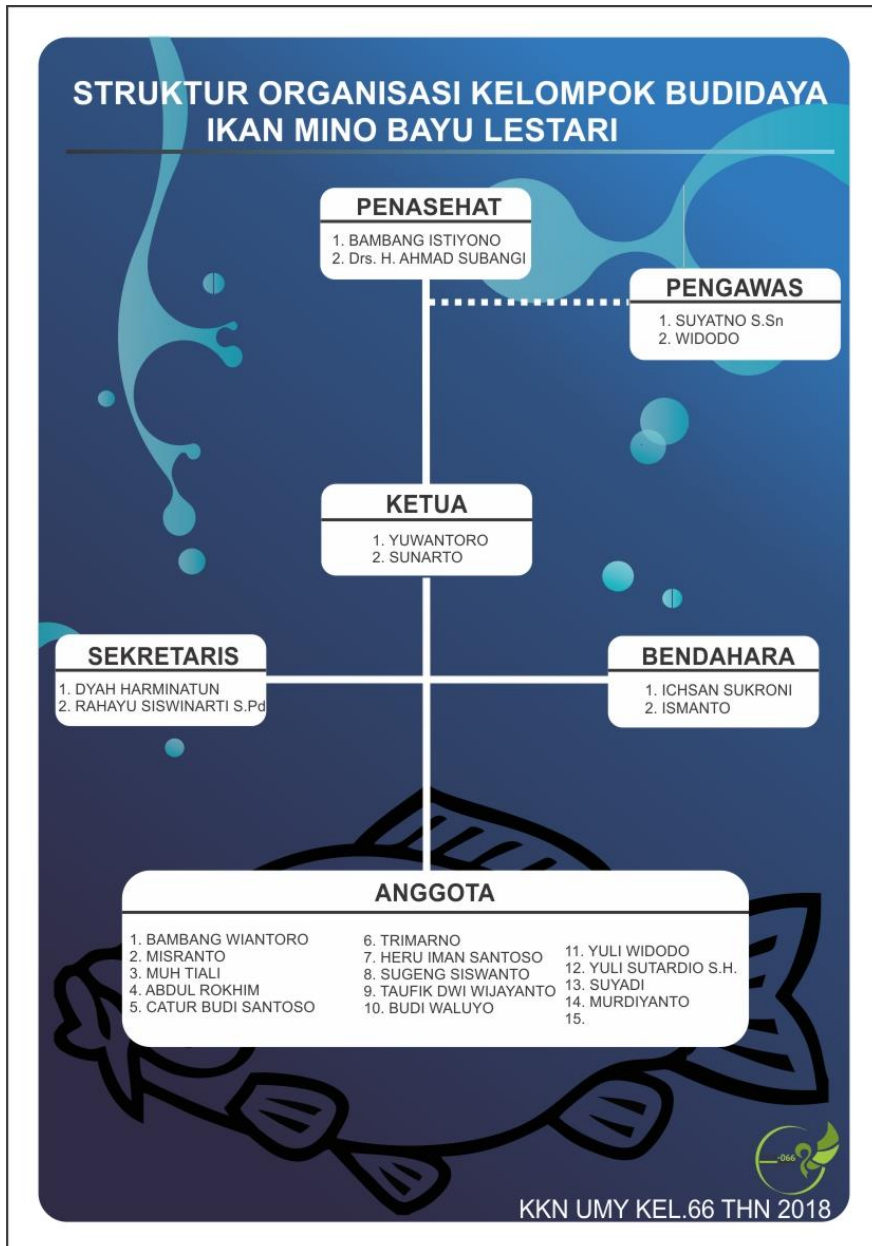 STRUKTUR ORGANISASI KELOMPOK BUDIDAYA
IKAN MINO BAYU LESTARI
PENASEHAT
1. BAMBANG ISTIYONO
2. Drs. H. AHMAD SUBANGI
PENGAWAS
1. SUYATNO S.Sn
2. WIDODO
KETUA
1. YUWANTORO
2. SUNARTO
SEKRETARIS
1. DYAH HARMINATUN
2. RAHAYU SISWINARTI S.Pd
BENDAHARA
1. ICHSAN SUKRONI
2. ISMANTO
ANGGOTA
1. BAMBANG WIANTORO
2. MISRANTO
3. MUH TIALI
4. ABDUL ROKHIM
5. CATUR BUDI SANTOSO
6. TRIMARNO
7. HERU IMAN SANTOSO
8. SUGENG SISWANTO
9. TAUFIK DWI WIJAYANTO
10. BUDI WALUYO
11. YULI WIDODO
12. YULI SUTARDIO S.H.
13. SUYADI
14. MURDIYANTO
15.
-066
KKN UMY KEL.66 THN 2018